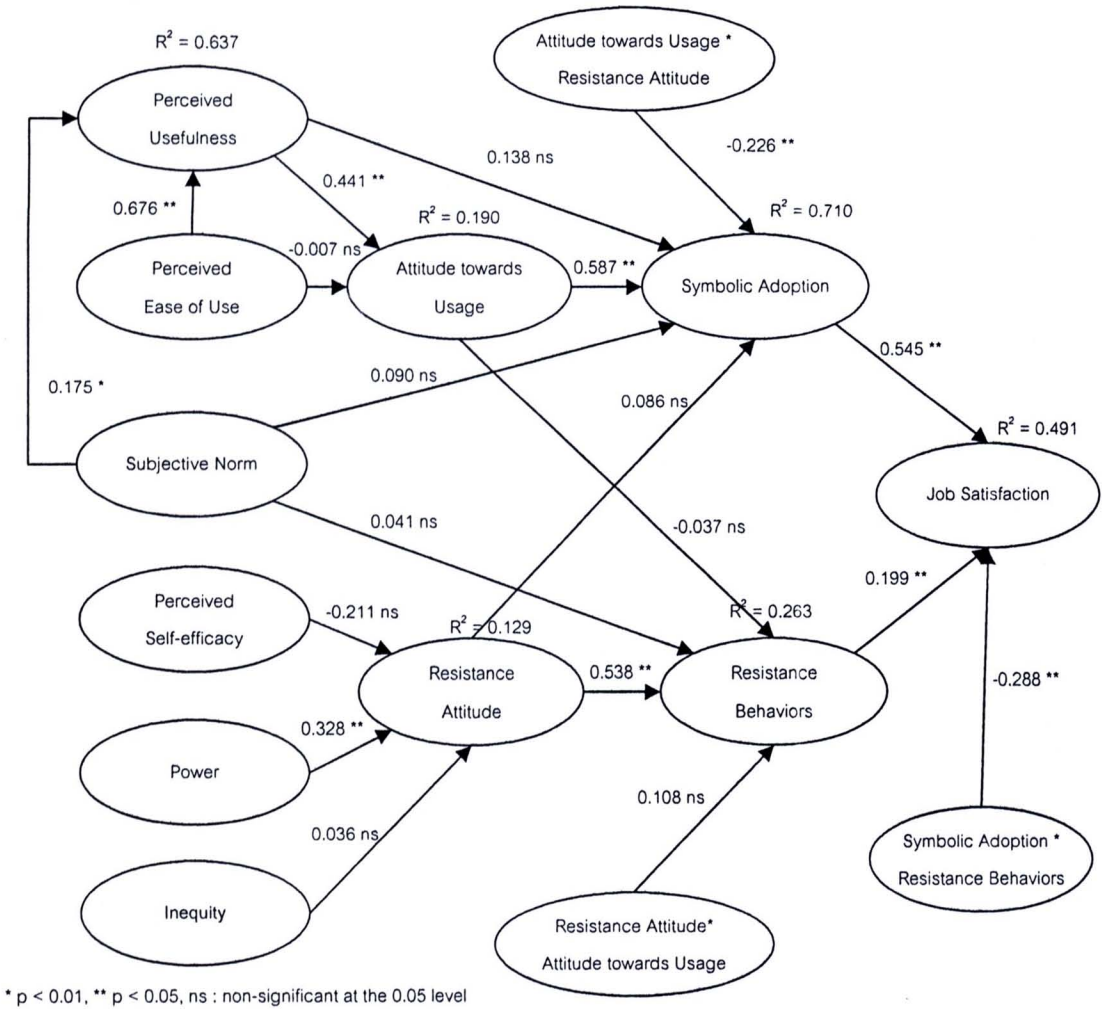 R² = 0.637
Attitude towards Usage *
Resistance Attitude
Perceived
Usefulness
0.138 ns
-0.226 **
0.441 **
0.676 **
R² = 0.190
R² = 0.710
-0.007 ns
Perceived
Ease of Use
Attitude towards
Usage
0.587 **
Symbolic Adoption
0.545 **
0.175 *
0.090 ns
0.086 ns
R² = 0.491
Subjective Norm
Job Satisfaction
0.041 ns
-0.037 ns
0.199 **
Perceived
Self-efficacy
-0.211 ns
R² = 0.129
R² = 0.263
Resistance
Attitude
0.538 **
Resistance
Behaviors
-0.288 **
0.328 **
Power
0.108 ns
0.036 ns
Symbolic Adoption *
Resistance Behaviors
Inequity
Resistance Attitude*
Attitude towards Usage
* p < 0.01, ** p < 0.05, ns : non-significant at the 0.05 level